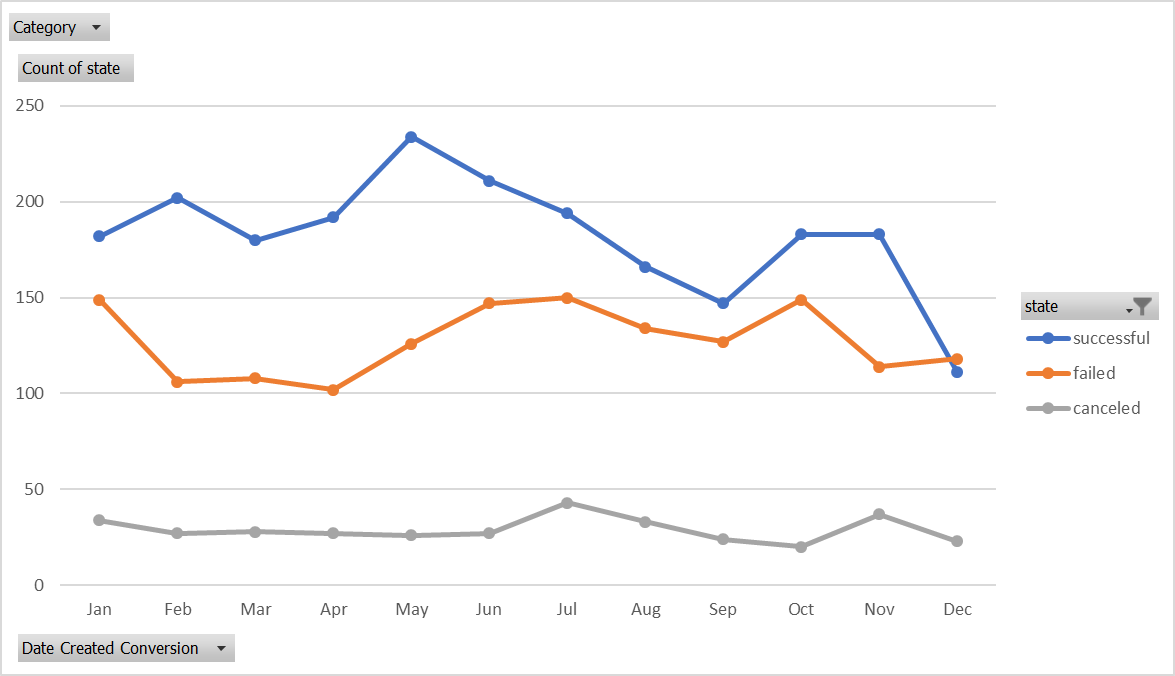 Category
Count of state
250
200
150
100
50
0
Jan Feb Mar Apr May Jun Jul Aug Sep Oct Nov Dec
state
successful
failed
canceled
Date Created Conversion